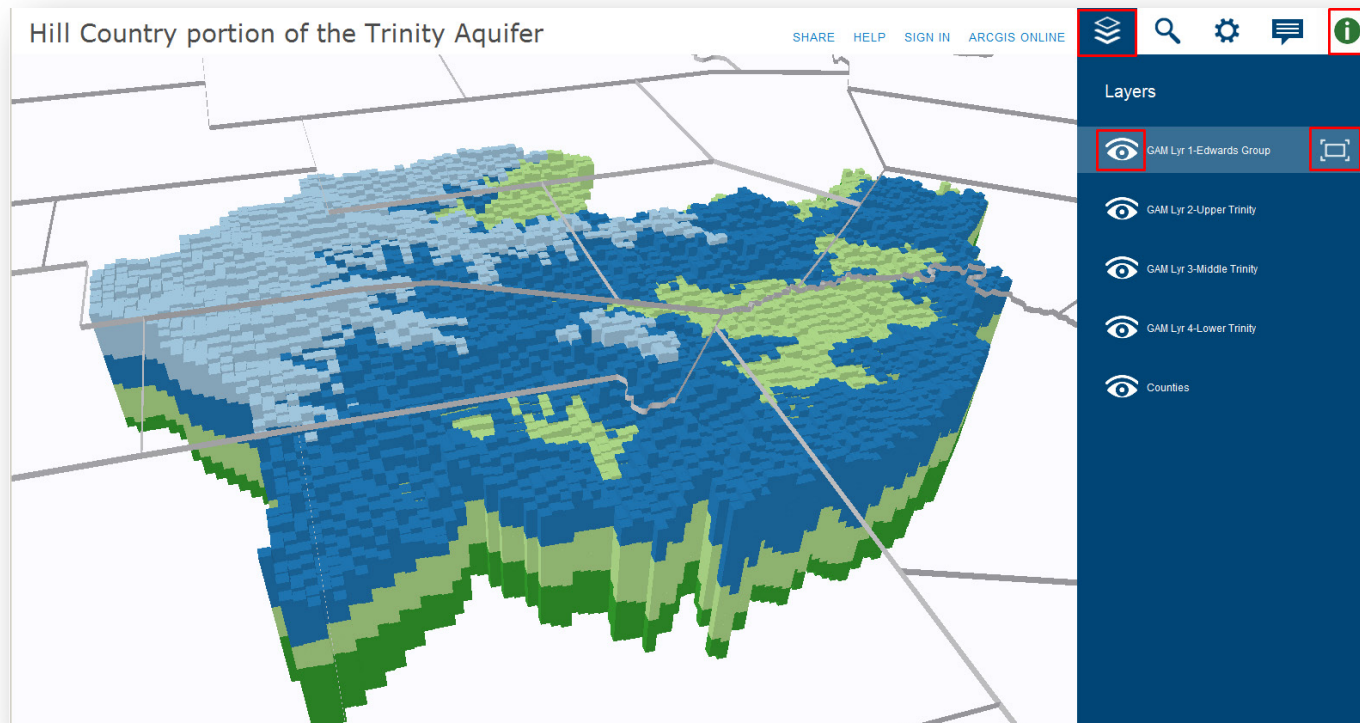 Hill Country portion of the Trinity Aquifer
SHARE HELP SIGN IN ARCGIS ONLINE
Layers
GAM Lyr 1-Edwards Group
GAM Lyr 2-Upper Trinity
GAM Lyr 3-Middle Trinity
GAM Lyr 4-Lower Trinity
Counties